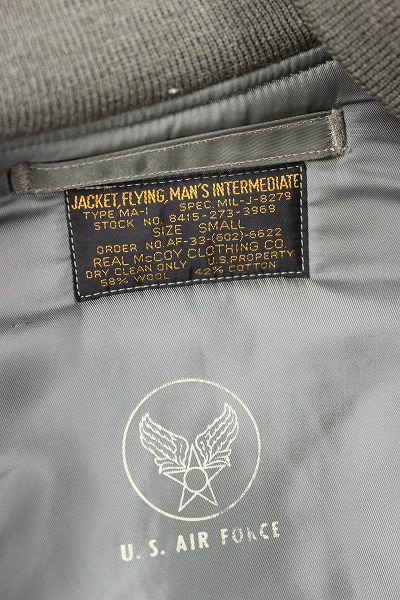 JACKET, FLYING, MAN'S INTERMEDIATE
TYPE MA-1 SPEC. MIL-J-8279
STOCK NO. 8415-273-3969
SIZE SMALL
ORDER NO. AF-33-(602)-6622
REAL McCOY CLOTHING CO.
DRY CLEAN ONLY U.S. PROPERTY
58% WOOL 42% COTTON
U. S. AIR FORCE